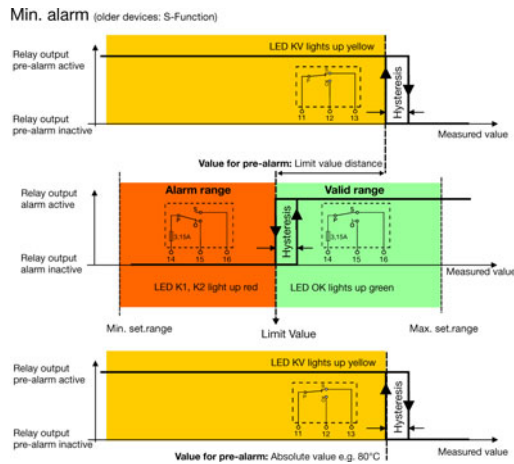 Min. alarm (older devices: S-Function)
LED KV lights up yellow
Relay output
pre-alarm active
11 12 13
Hysteresis
Relay output
pre-alarm inactive
Measured value
Value for pre-alarm: Limit value distance
Alarm range
Valid range
Relay output
alarm active
3,15A
14 15 16
Hysteresis
3,15A
14 15 16
Relay output
alarm inactive
Measured value
LED K1, K2 light up red
LED OK lights up green
Min. set.range
Limit Value
Max. set.range
LED KV lights up yellow
Relay output
pre-alarm active
11 12 13
Hysteresis
Relay output
pre-alarm inactive
Measured value
Value for pre-alarm: Absolute value e.g. 80°C